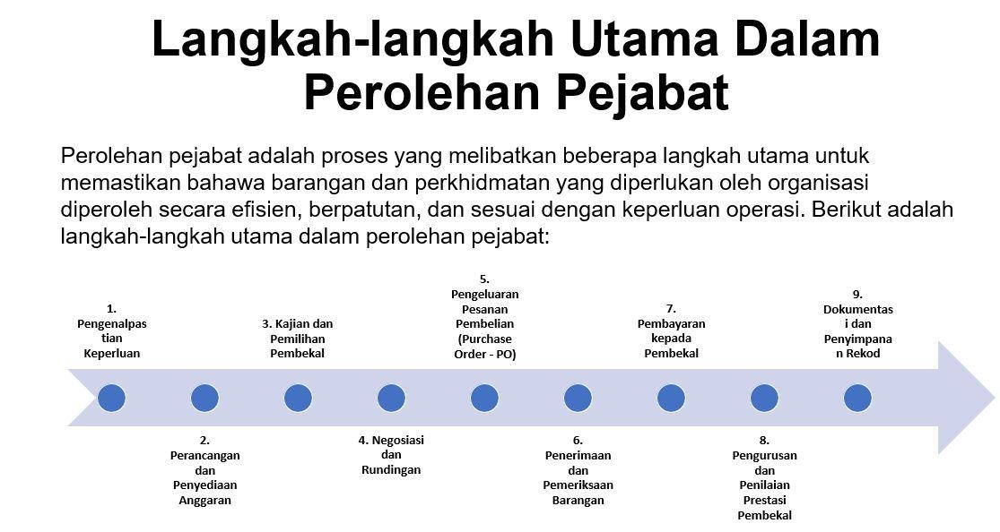 Langkah-langkah Utama Dalam
Perolehan Pejabat
Perolehan pejabat adalah proses yang melibatkan beberapa langkah utama untuk
memastikan bahawa barangan dan perkhidmatan yang diperlukan oleh organisasi
diperoleh secara efisien, berpatutan, dan sesuai dengan keperluan operasi. Berikut adalah
langkah-langkah utama dalam perolehan pejabat:
1.
Pengenalpas
tian
Keperluan
2.
Perancangan
dan
Penyediaan
Anggaran
3. Kajian dan
Pemilihan
Pembekal
4. Negosiasi
dan
Rundingan
5.
Pengeluaran
Pesanan
Pembelian
(Purchase
Order - PO)
6.
Penerimaan
dan
Pemeriksaan
Barangan
7.
Pembayaran
kepada
Pembekal
8.
Pengurusan
dan
Penilaian
Prestasi
Pembekal
9.
Dokumentas
i dan
Penyimpana
n Rekod